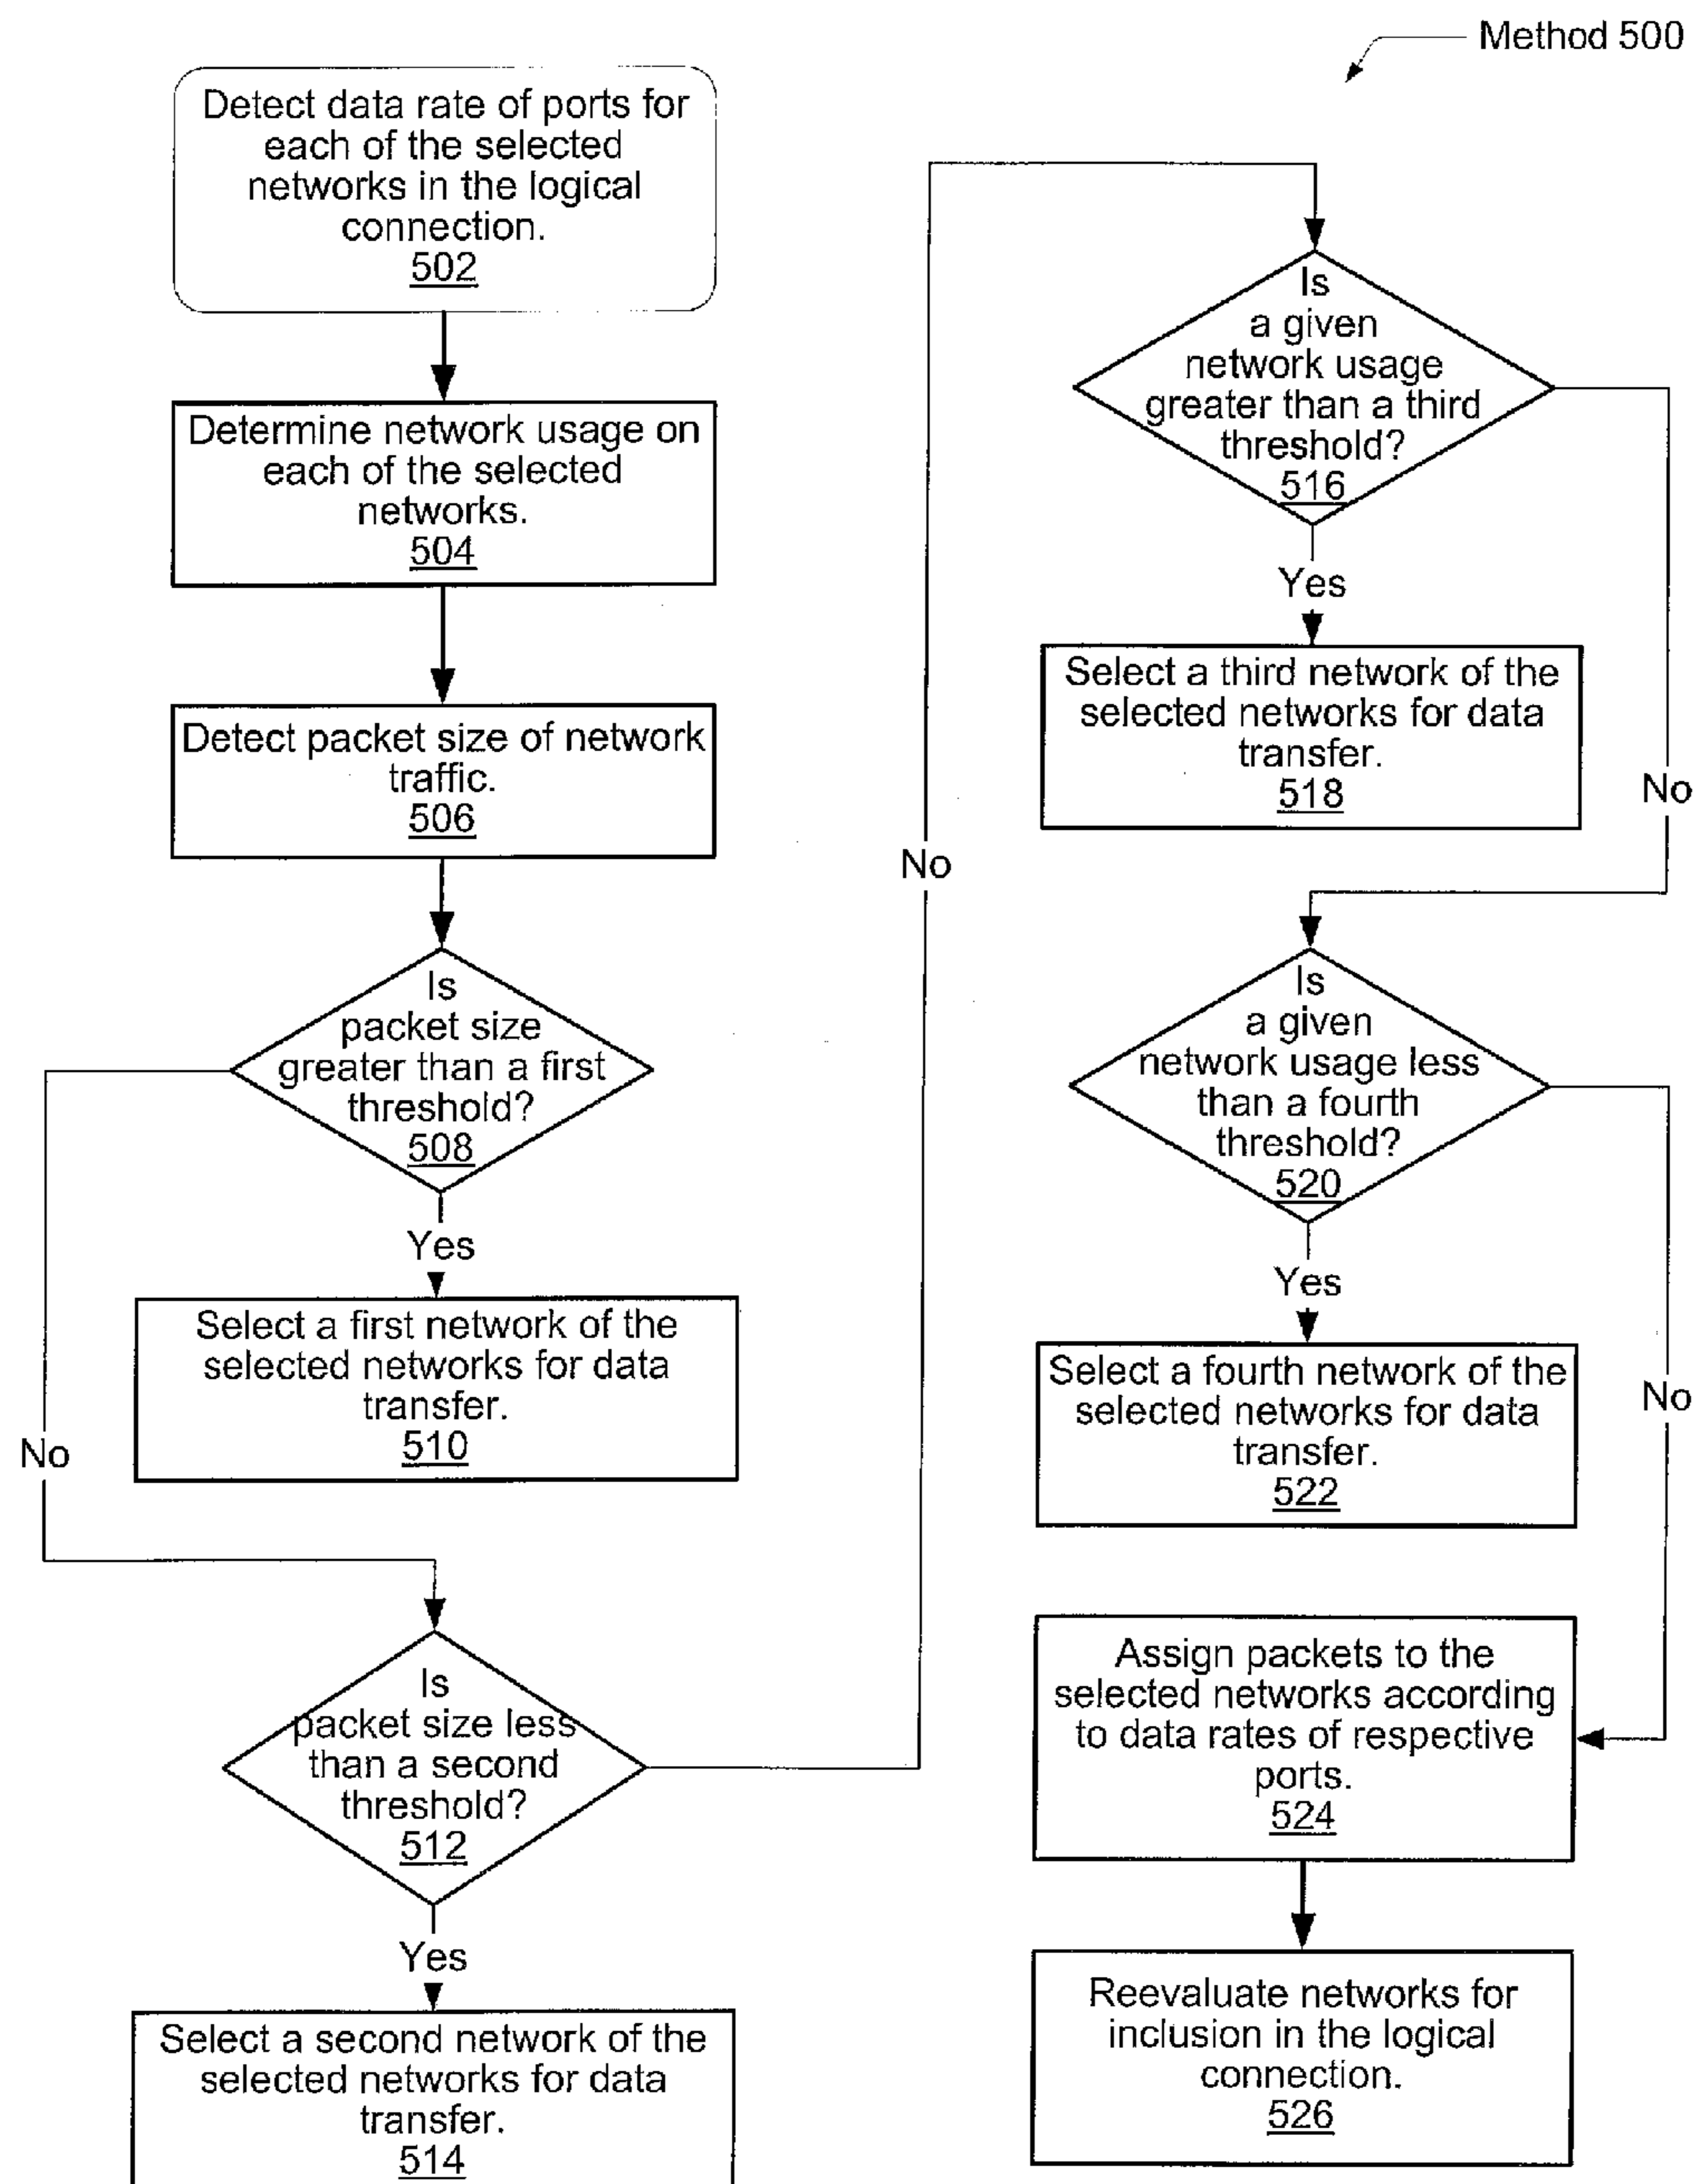 Method 500
Detect data rate of ports for
each of the selected
networks in the logical
connection.
502
Determine network usage on
each of the selected
networks.
504
Detect packet size of network
traffic.
506
Is
packet size
greater than a first
threshold?
508
Yes
No
Select a first network of the
selected networks for data
transfer.
510
Is
packet size less
than a second
threshold?
512
Yes
No
Select a second network of the
selected networks for data
transfer.
514
Is
a given
network usage
greater than a third
threshold?
516
Yes
No
Select a third network of the
selected networks for data
transfer.
518
Is
a given
network usage less
than a fourth
threshold?
520
Yes
No
Select a fourth network of the
selected networks for data
transfer.
522
Assign packets to the
selected networks according
to data rates of respective
ports.
524
Reevaluate networks for
inclusion in the logical
connection.
526